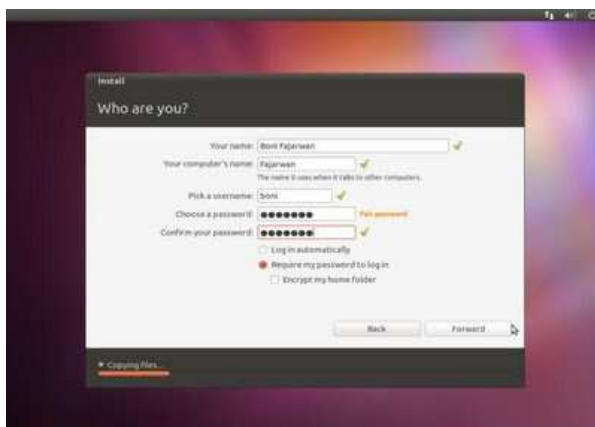 Install
Who are you?
Your name: Boni Fajarwan
Your computer's name: Fajarwan
The name it uses when it talks to other computers.
Pick a username: boni
Choose a password: ●●●●●●● Fair password
Confirm your password: ●●●●●●●
Log in automatically
Require my password to log in
Encrypt my home folder
Back Forward
Copying files...